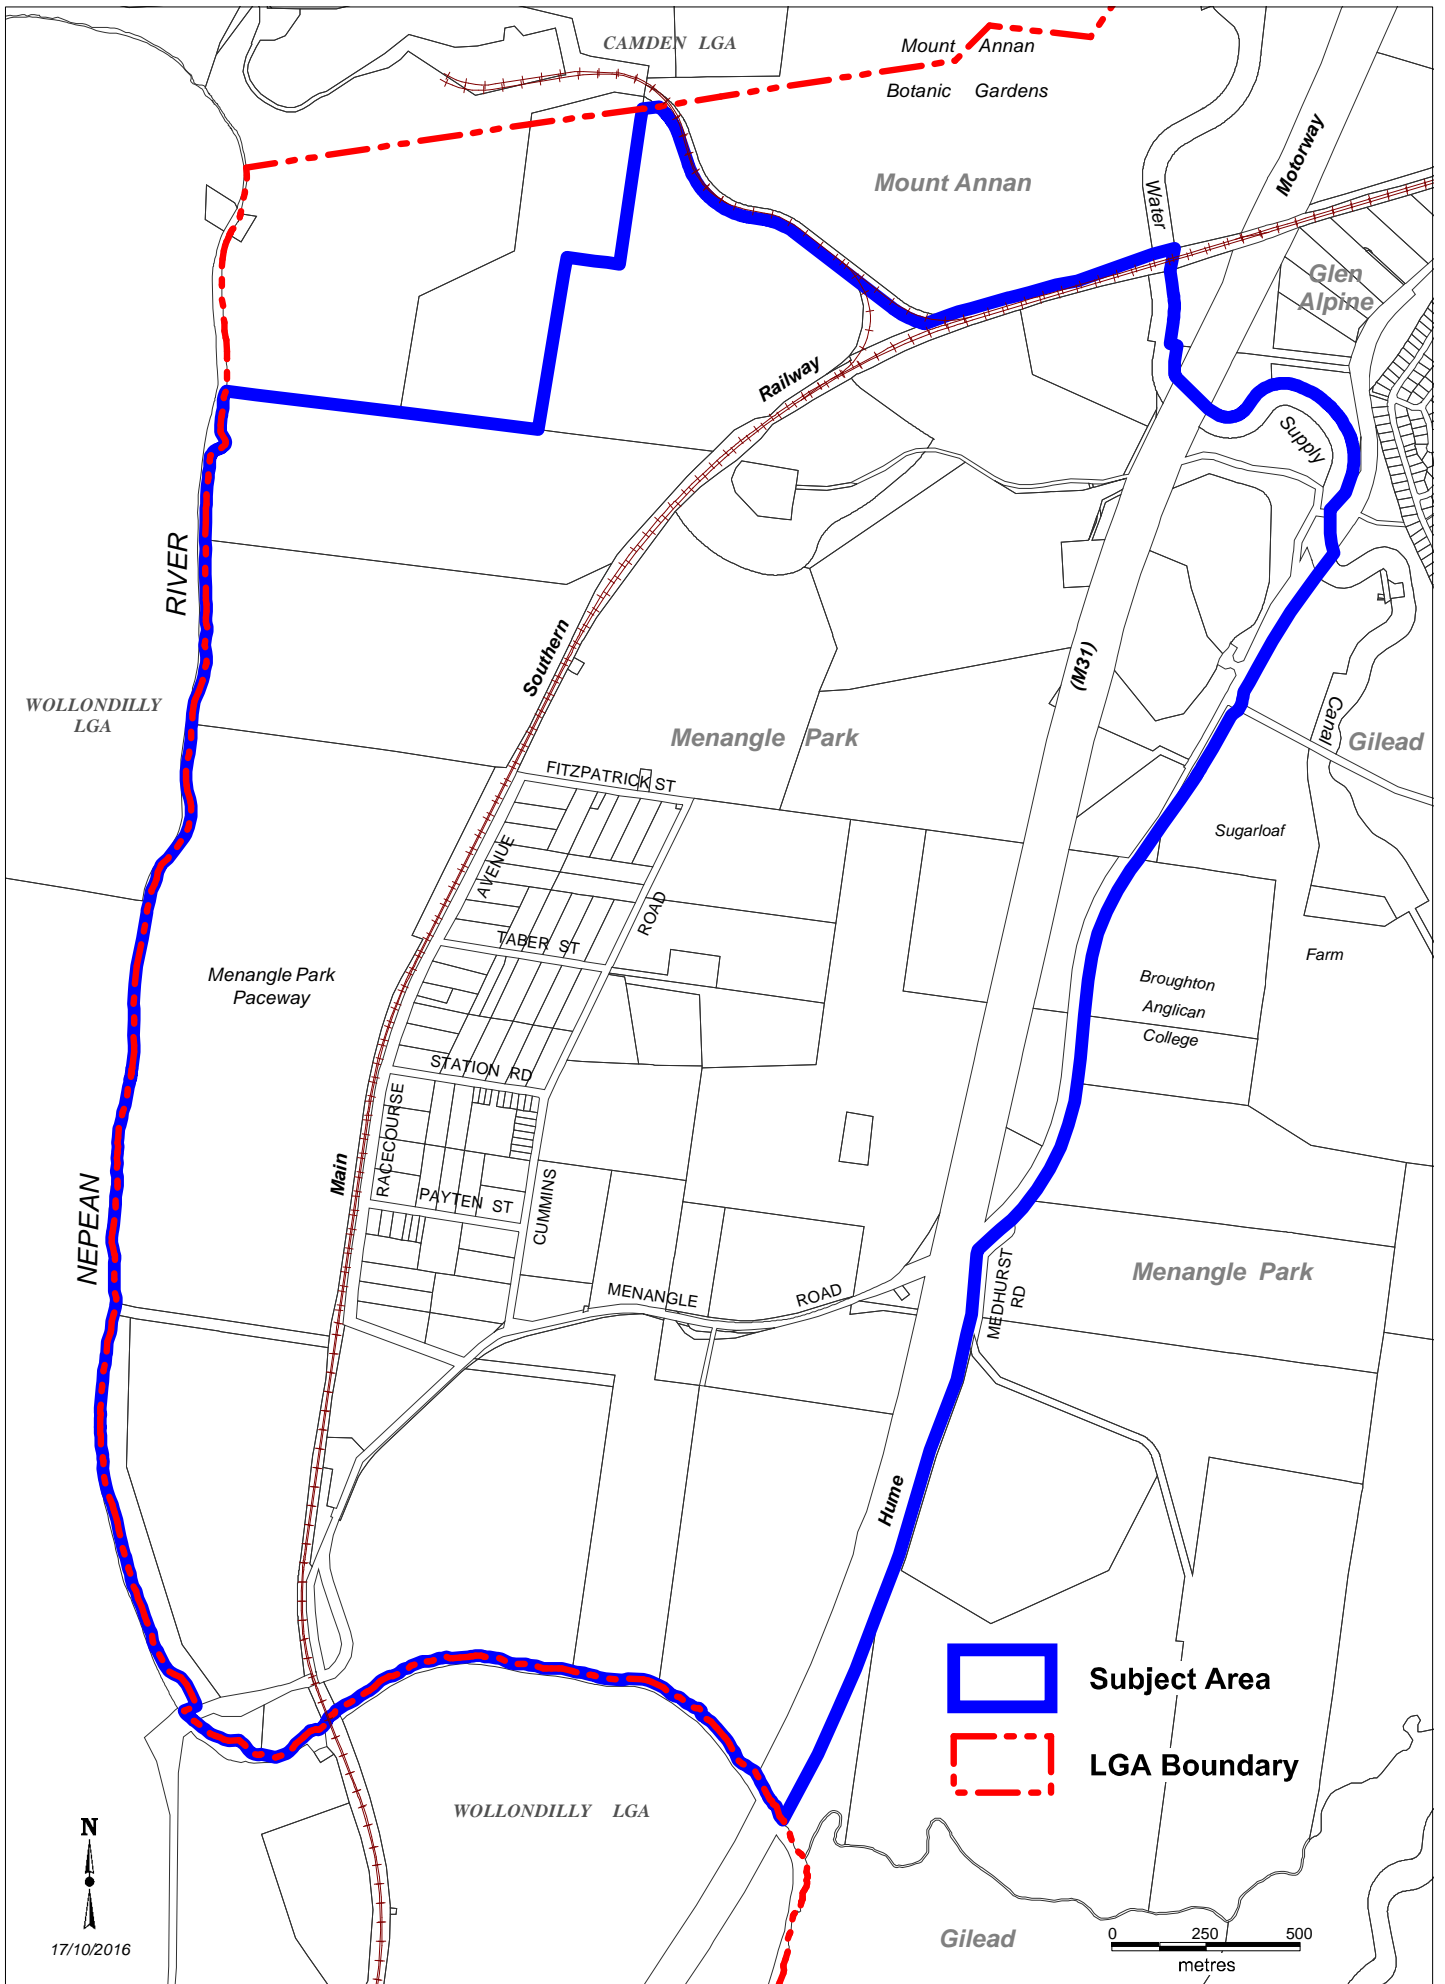 CAMDEN LGA
Mount Annan
Botanic Gardens
Motorway
Mount Annan
Water
Glen
Alpine
Railway
Supply
RIVER
Southern
(M31)
WOLLONDILLY
LGA
Canal
Menangle Park
Gilead
FITZPATRICK ST
Sugarloaf
AVENUE
ROAD
TABER ST
Farm
Menangle Park
Paceway
Broughton
Anglican
College
STATION RD
RACECOURSE
Main
PAYTEN ST
CUMMINS
NEPEAN
MENANGLE ROAD
MEDHURST
RD
Menangle Park
Hume
Subject Area
LGA Boundary
WOLLONDILLY LGA
N
17/10/2016
Gilead
0 250 500
metres